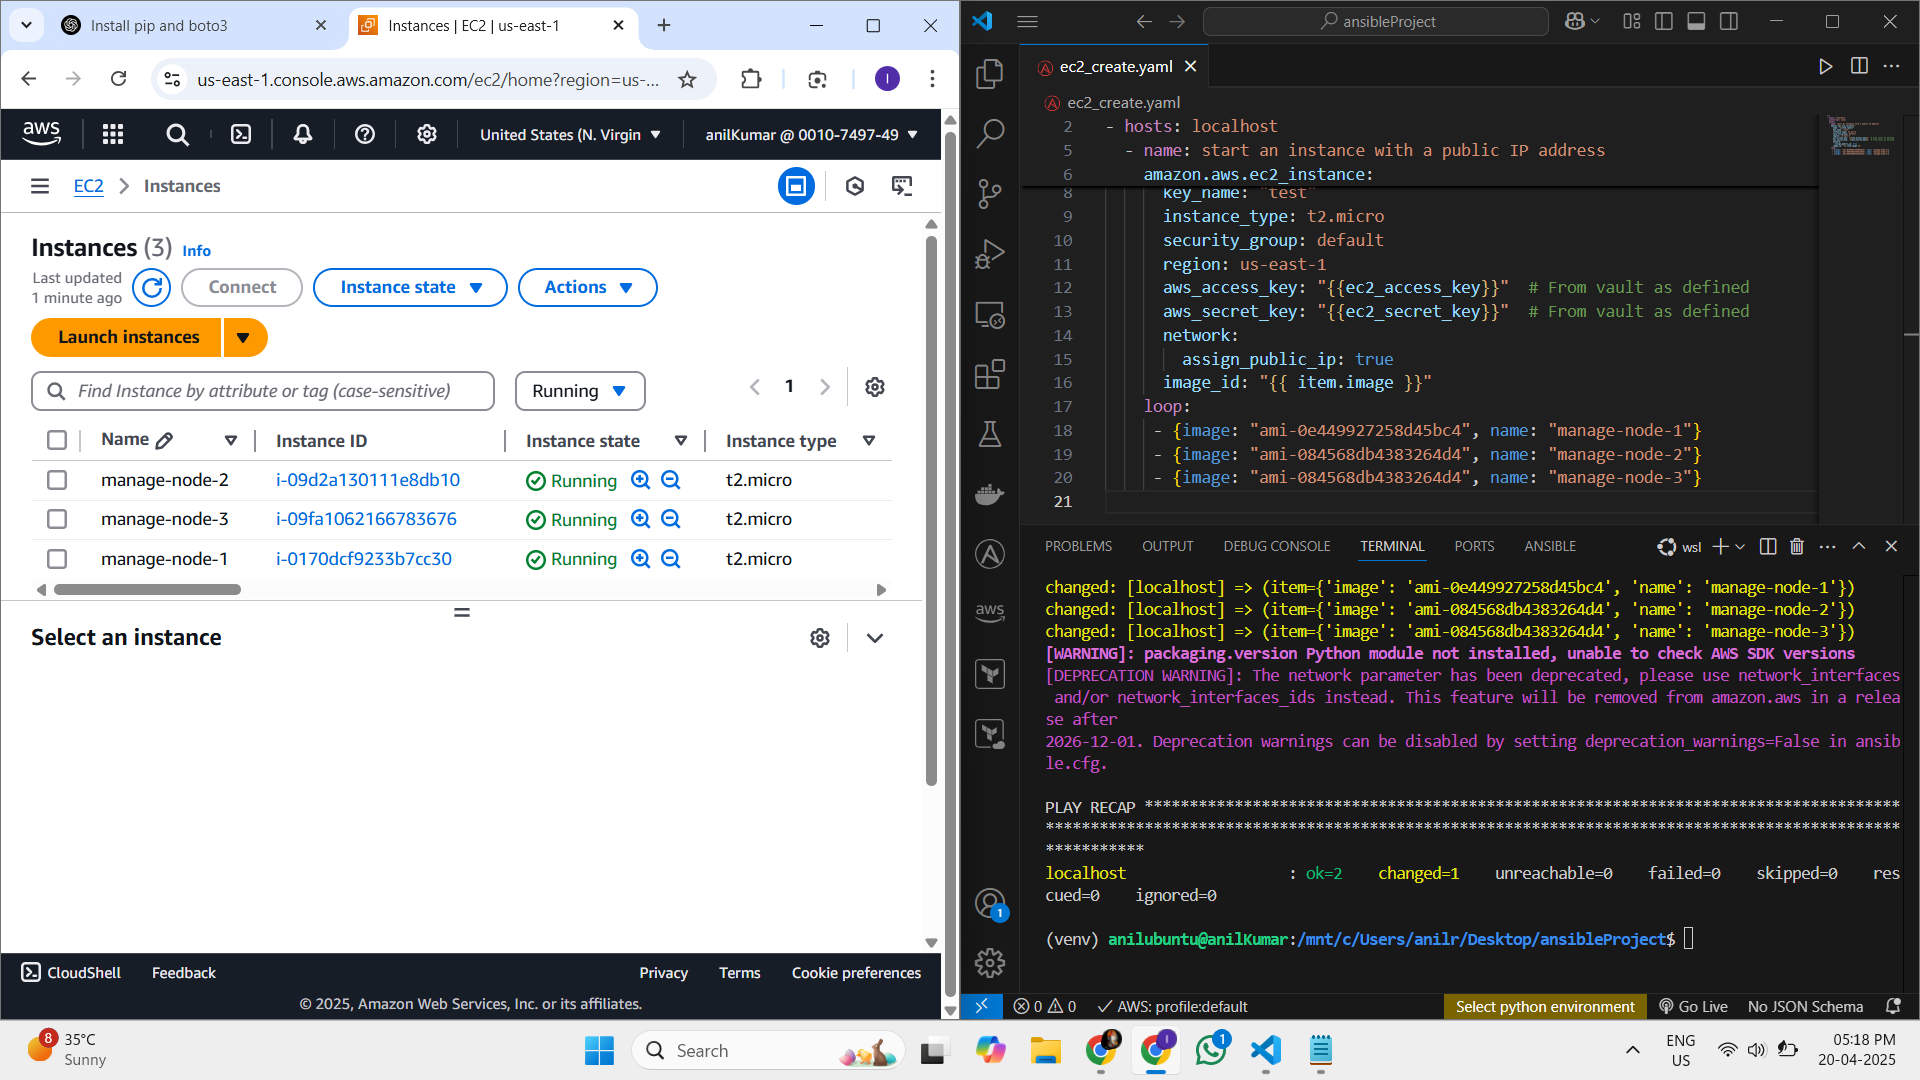 Install pip and boto3
Instances | EC2 | us-east-1
us-east-1.console.aws.amazon.com/ec2/home?region=us-...
I
aws
United States (N. Virgin
anilKumar @ 0010-7497-49
EC2 > Instances
Instances (3) Info
Last updated
1 minute ago
Connect
Instance state
Actions
Launch instances
Find Instance by attribute or tag (case-sensitive)
Running
1
Name
Instance ID
Instance state
Instance type
manage-node-2 i-09d2a130111e8db10 Running t2.micro
manage-node-3 i-09fa1062166783676 Running t2.micro
manage-node-1 i-0170dcf9233b7cc30 Running t2.micro
Select an instance
CloudShell Feedback Privacy Terms Cookie preferences
© 2025, Amazon Web Services, Inc. or its affiliates.
ansibleProject
ec2_create.yaml
ec2_create.yaml
2 - hosts: localhost
5 - name: start an instance with a public IP address
6 amazon.aws.ec2_instance:
8 key_name: "test"
9 instance_type: t2.micro
10 security_group: default
11 region: us-east-1
12 aws_access_key: "{{ec2_access_key}}" # From vault as defined
13 aws_secret_key: "{{ec2_secret_key}}" # From vault as defined
14 network:
15 assign_public_ip: true
16 image_id: "{{ item.image }}"
17 loop:
18 - {image: "ami-0e449927258d45bc4", name: "manage-node-1"}
19 - {image: "ami-084568db4383264d4", name: "manage-node-2"}
20 - {image: "ami-084568db4383264d4", name: "manage-node-3"}
21
PROBLEMS OUTPUT DEBUG CONSOLE TERMINAL PORTS ANSIBLE wsl
changed: [localhost] => (item={'image': 'ami-0e449927258d45bc4', 'name': 'manage-node-1'})
changed: [localhost] => (item={'image': 'ami-084568db4383264d4', 'name': 'manage-node-2'})
changed: [localhost] => (item={'image': 'ami-084568db4383264d4', 'name': 'manage-node-3'})
[WARNING]: packaging.version Python module not installed, unable to check AWS SDK versions
[DEPRECATION WARNING]: The network parameter has been deprecated, please use network_interfaces
and/or network_interfaces_ids instead. This feature will be removed from amazon.aws in a relea
se after
2026-12-01. Deprecation warnings can be disabled by setting deprecation_warnings=False in ansib
le.cfg.
PLAY RECAP ************************************************************************************
***********************************************************************************************
***********
localhost : ok=2 changed=1 unreachable=0 failed=0 skipped=0 res
cued=0 ignored=0
(venv) anilubuntu@anilKumar:/mnt/c/Users/anilr/Desktop/ansibleProject$
aws
1
0 0 AWS: profile:default Select python environment Go Live No JSON Schema
8
35°C
Sunny
Search
I
1
ENG
US
05:18 PM
20-04-2025